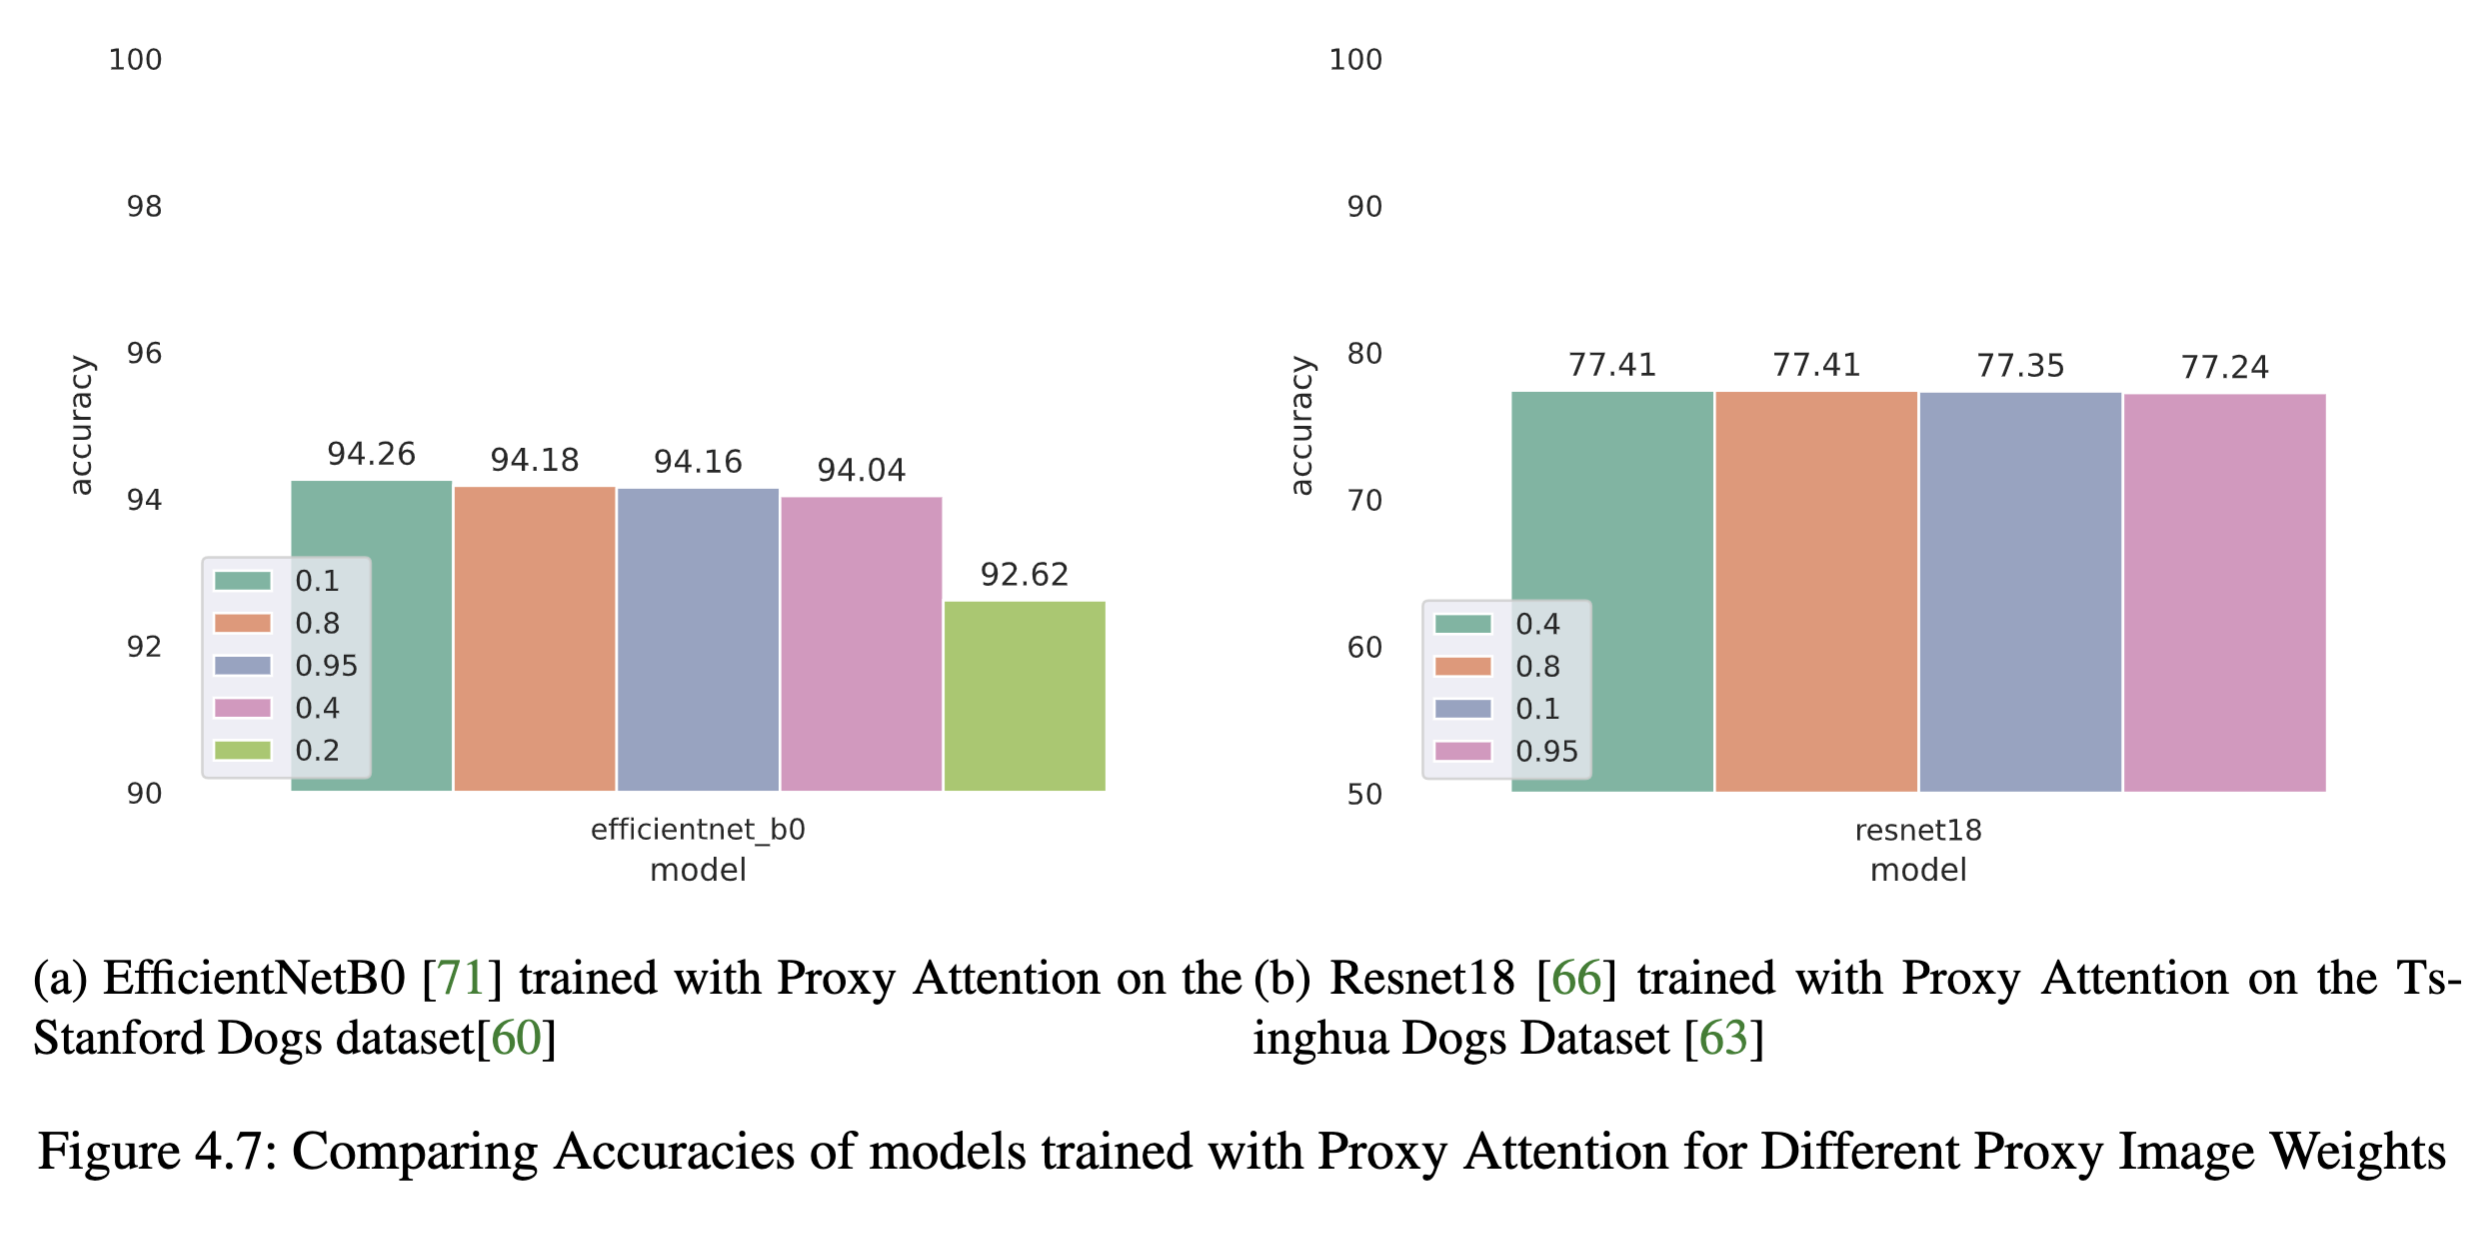 100
98
96
94
92
90
accuracy
94.26
94.18
94.16
94.04
92.62
0.1
0.8
0.95
0.4
0.2
efficientnet_b0
model
100
90
80
70
60
50
accuracy
77.41
77.41
77.35
77.24
0.4
0.8
0.1
0.95
resnet18
model
(a) EfficientNetB0 [71] trained with Proxy Attention on the
Stanford Dogs dataset[60]
(b) Resnet18 [66] trained with Proxy Attention on the Ts-
inghua Dogs Dataset [63]
Figure 4.7: Comparing Accuracies of models trained with Proxy Attention for Different Proxy Image Weights